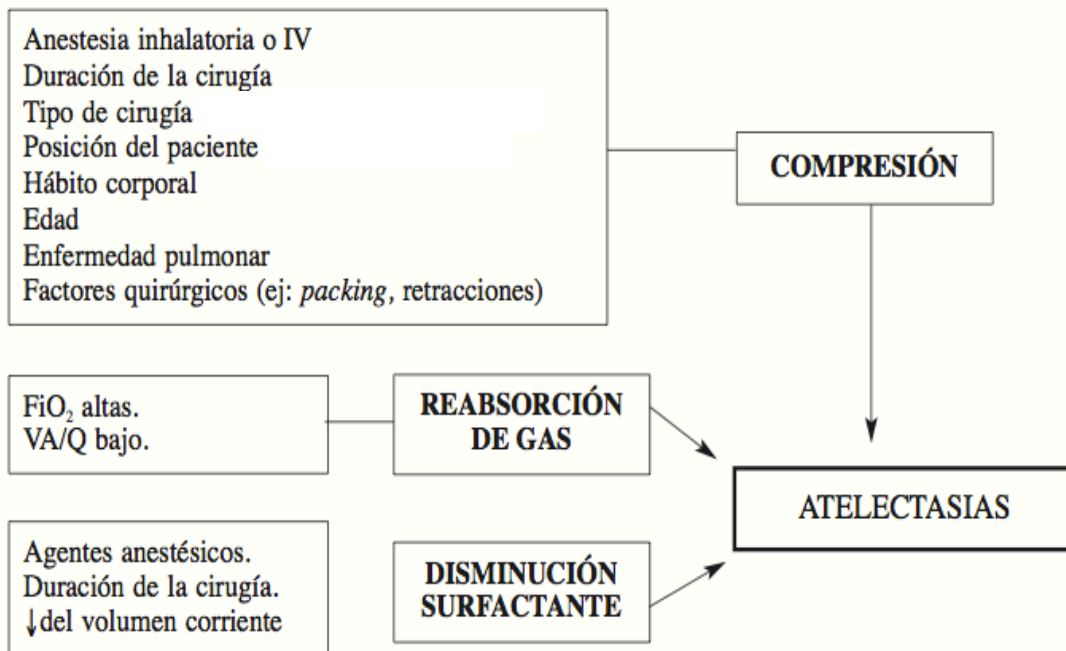 Anestesia inhalatoria o IV
Duración de la cirugía
Tipo de cirugía
Posición del paciente
Hábito corporal
Edad
Enfermedad pulmonar
Factores quirúrgicos (ej: packing, retracciones)
COMPRESIÓN
FiO₂ altas.
VA/Q bajo.
REABSORCIÓN
DE GAS
ATELECTASIAS
Agentes anestésicos.
Duración de la cirugía.
↓del volumen corriente
DISMINUCIÓN
SURFACTANTE